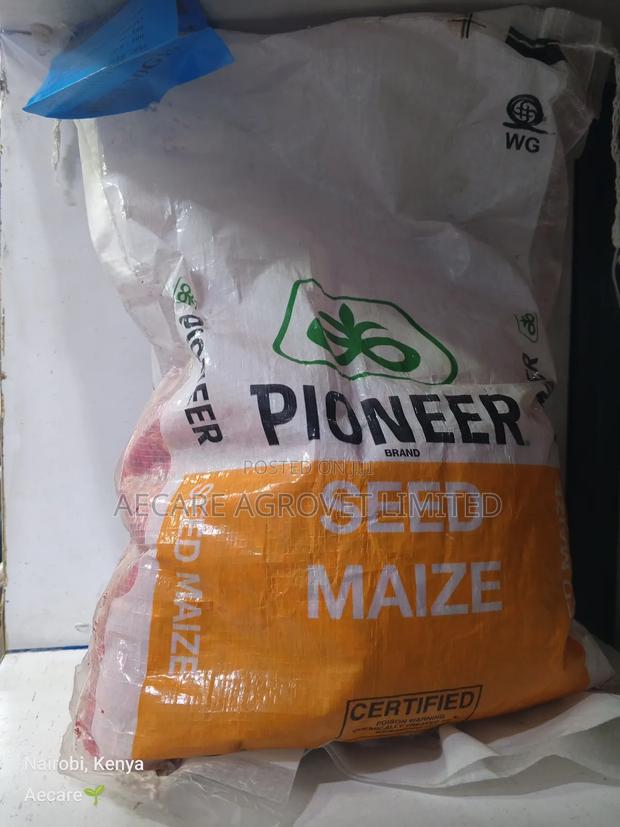 WG
PIONEER
PIONEER
BRAND
POSTED ON JIJI
AECARE AGROVET LIMITED
SEED
MAIZE
SEED MAIZE
CERTIFIED
POISON WARNING
Nairobi, Kenya
Aecare🌱